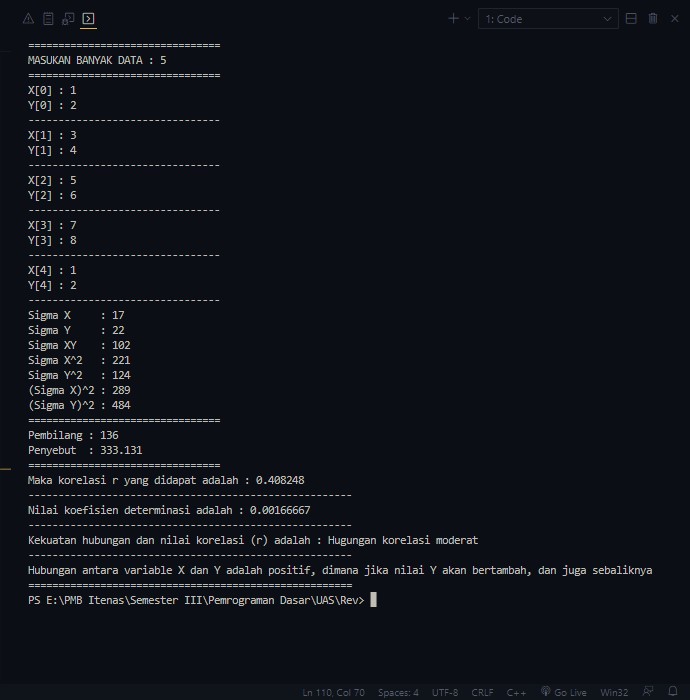 1: Code
===============================
MASUKAN BANYAK DATA : 5
===============================
X[0] : 1
Y[0] : 2
--------------------------------
X[1] : 3
Y[1] : 4
--------------------------------
X[2] : 5
Y[2] : 6
--------------------------------
X[3] : 7
Y[3] : 8
--------------------------------
X[4] : 1
Y[4] : 2
--------------------------------
Sigma X     : 17
Sigma Y     : 22
Sigma XY    : 102
Sigma X^2   : 221
Sigma Y^2   : 124
(Sigma X)^2 : 289
(Sigma Y)^2 : 484
================================
Pembilang : 136
Penyebut  : 333.131
================================
Maka korelasi r yang didapat adalah : 0.408248
------------------------------------------------------
Nilai koefisien determinasi adalah : 0.00166667
------------------------------------------------------
Kekuatan hubungan dan nilai korelasi (r) adalah : Hugungan korelasi moderat
------------------------------------------------------
Hubungan antara variable X dan Y adalah positif, dimana jika nilai Y akan bertambah, dan juga sebaliknya
======================================================
PS E:\PMB Itenas\Semester III\Pemrograman Dasar\UAS\Rev>
Ln 110, Col 70 Spaces: 4 UTF-8 CRLF C++ Go Live Win32